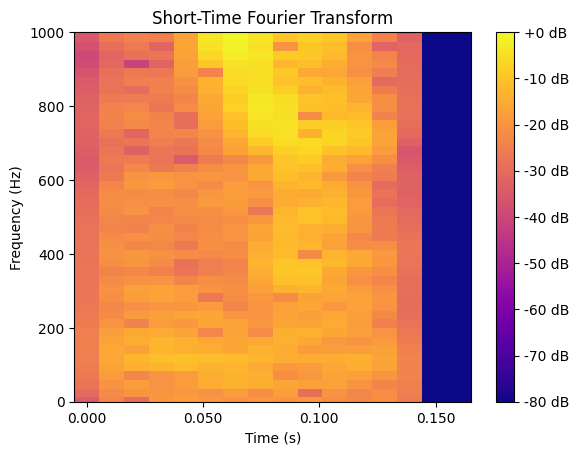 Short-Time Fourier Transform
1000
800
600
400
200
0
Frequency (Hz)
0.000
0.050
0.100
0.150
Time (s)
+0 dB
-10 dB
-20 dB
-30 dB
-40 dB
-50 dB
-60 dB
-70 dB
-80 dB